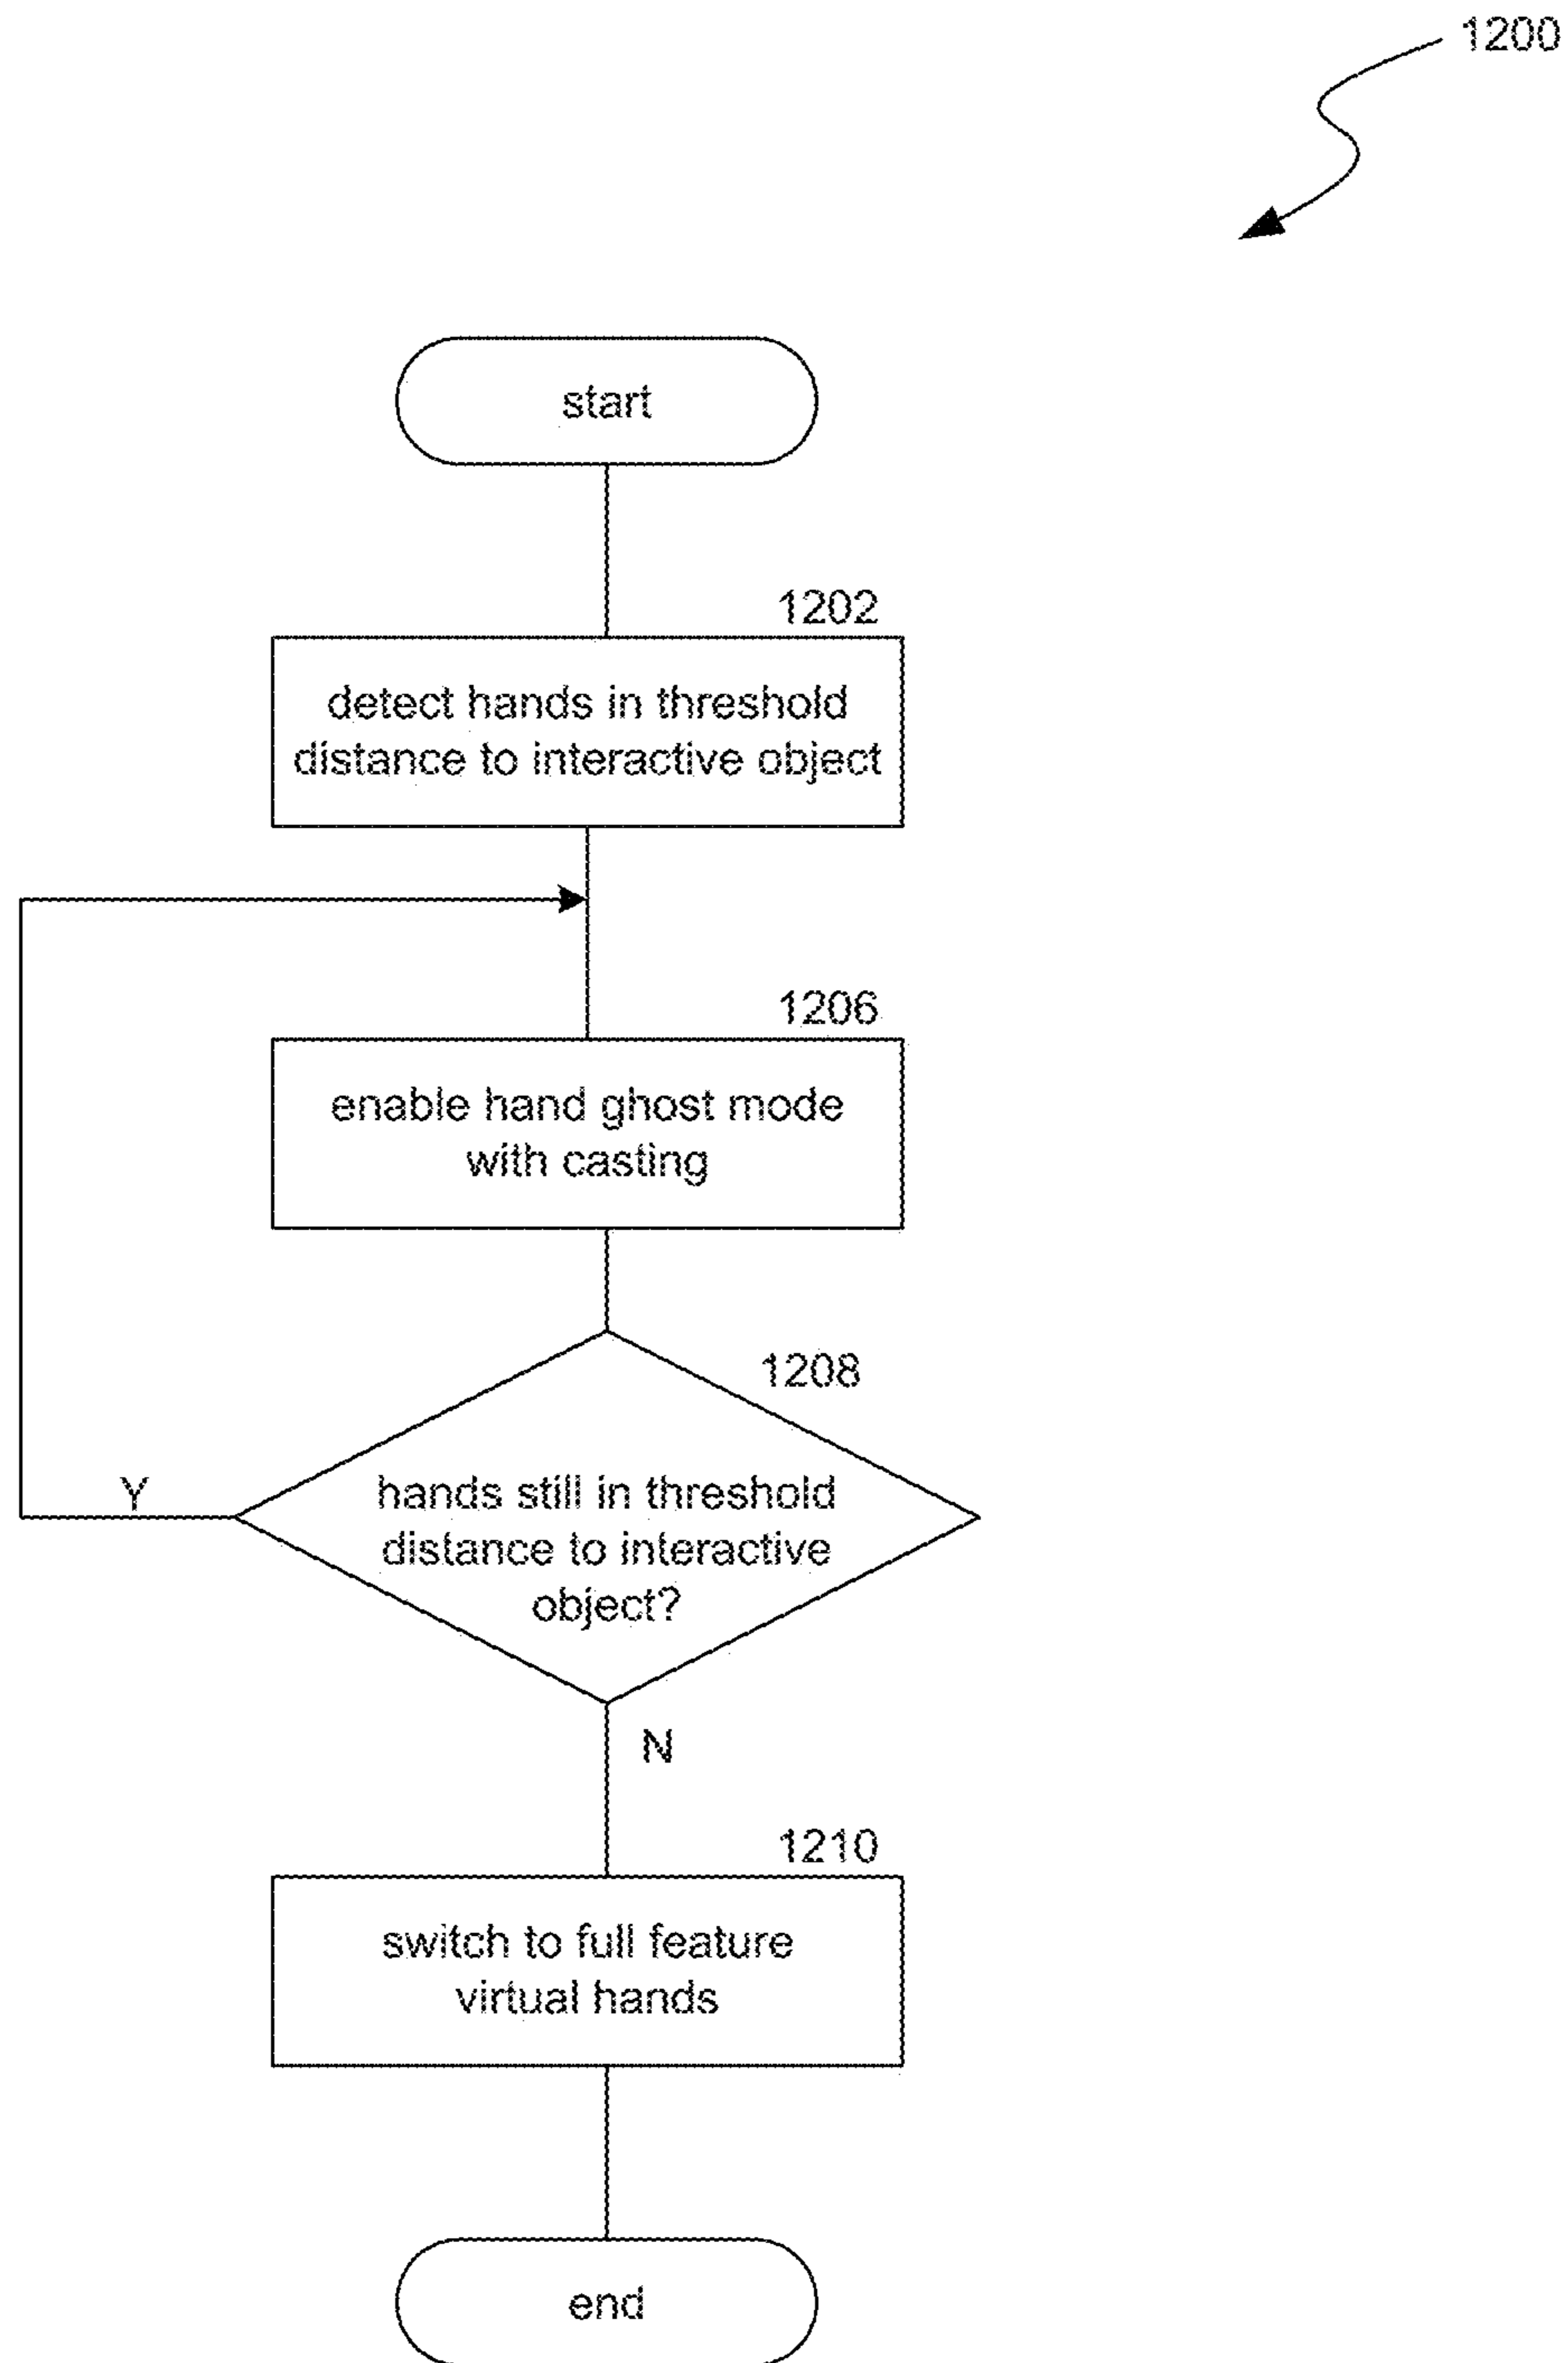 1200
start
1202
detect hands in threshold
distance to interactive object
1206
enable hand ghost mode
with casting
1208
hands still in threshold
distance to interactive
object?
Y
N
1210
switch to full feature
virtual hands
end